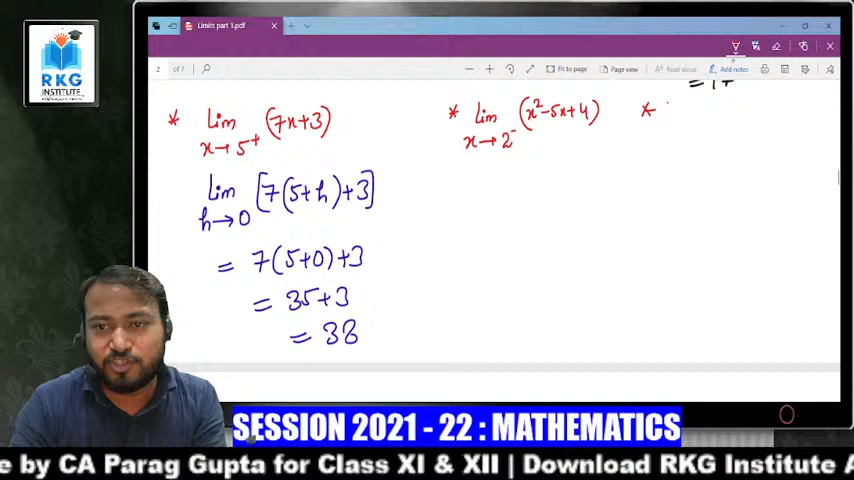 Limits part 1.pdf
2 of 7
Fit to page
Page view
Read aloud
Add notes
RKG
INSTITUTE
* Lim (7x+3)
x→5⁺
Lim [7(5+h)+3]
h→0
= 7(5+0)+3
= 35+3
= 38
* Lim (x²-5x+4)
x→2⁻
*
SESSION 2021 - 22 : MATHEMATICS
e by CA Parag Gupta for Class XI & XII | Download RKG Institute A